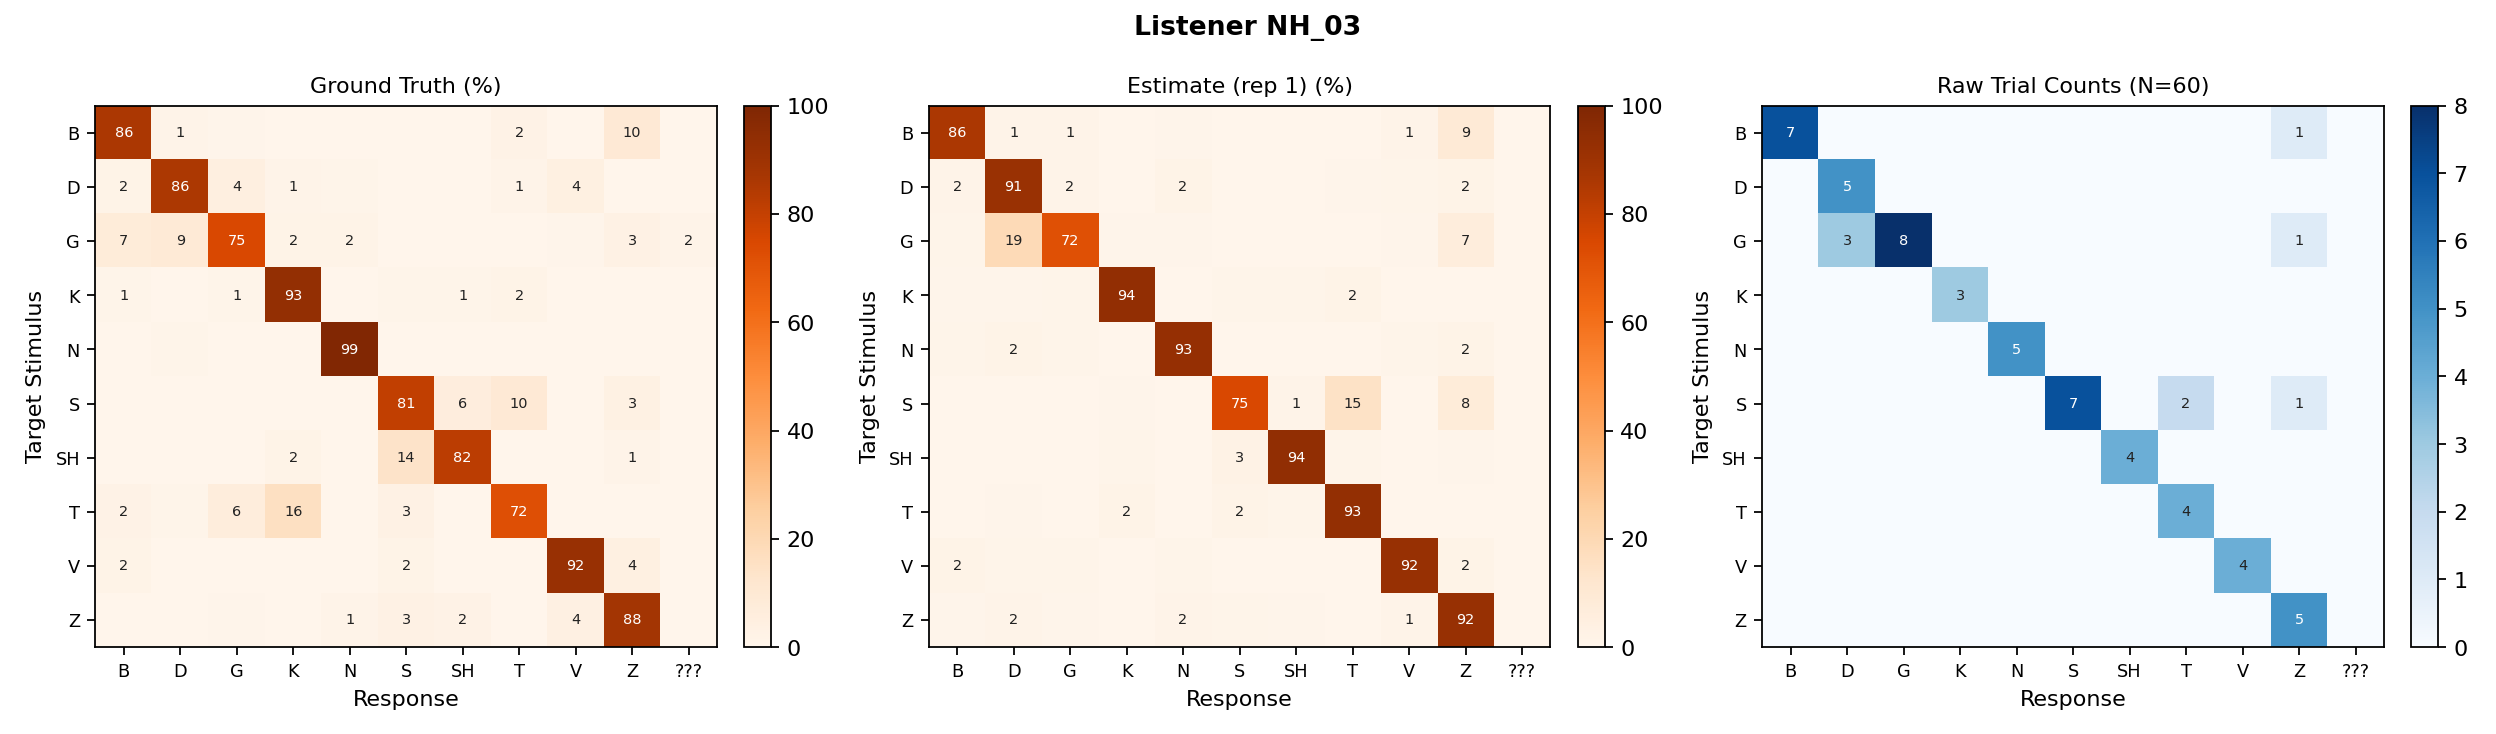 Listener NH_03
Ground Truth (%)
Target Stimulus
B 86 1 2 10
D 2 86 4 1 1 4
G 7 9 75 2 2 3 2
K 1 1 93 1 2
N 99
S 81 6 10 3
SH 2 14 82 1
T 2 6 16 3 72
V 2 2 92 4
Z 1 3 2 4 88
B D G K N S SH T V Z ???
Response
100
80
60
40
20
0
Estimate (rep 1) (%)
Target Stimulus
B 86 1 1 1 9
D 2 91 2 2 2
G 19 72 7
K 94 2
N 2 93 2
S 75 1 15 8
SH 3 94
T 2 2 93
V 2 92 2
Z 2 2 1 92
B D G K N S SH T V Z ???
Response
100
80
60
40
20
0
Raw Trial Counts (N=60)
Target Stimulus
B 7 1
D 5
G 3 8 1
K 3
N 5
S 7 2 1
SH 4
T 4
V 4
Z 5
B D G K N S SH T V Z ???
Response
8
7
6
5
4
3
2
1
0